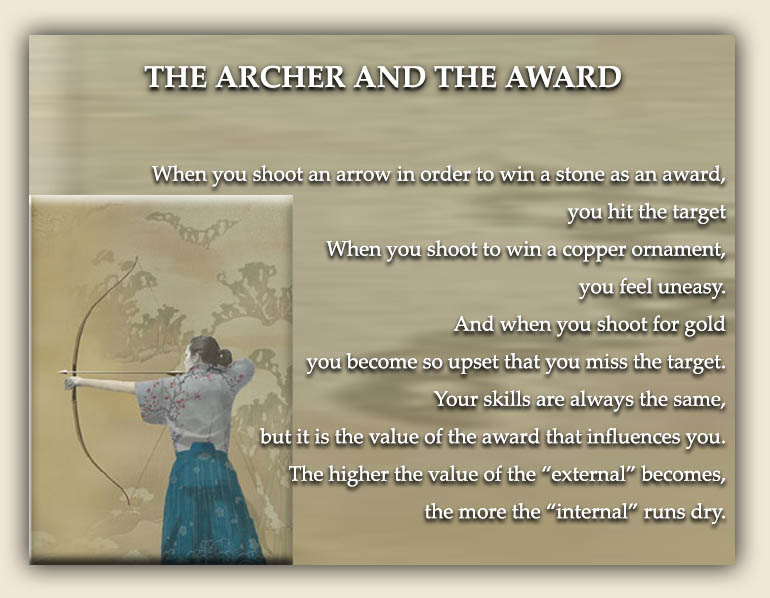 THE ARCHER AND THE AWARD
When you shoot an arrow in order to win a stone as an award,
you hit the target
When you shoot to win a copper ornament,
you feel uneasy.
And when you shoot for gold
you become so upset that you miss the target.
Your skills are always the same,
but it is the value of the award that influences you.
The higher the value of the “external” becomes,
the more the “internal” runs dry.